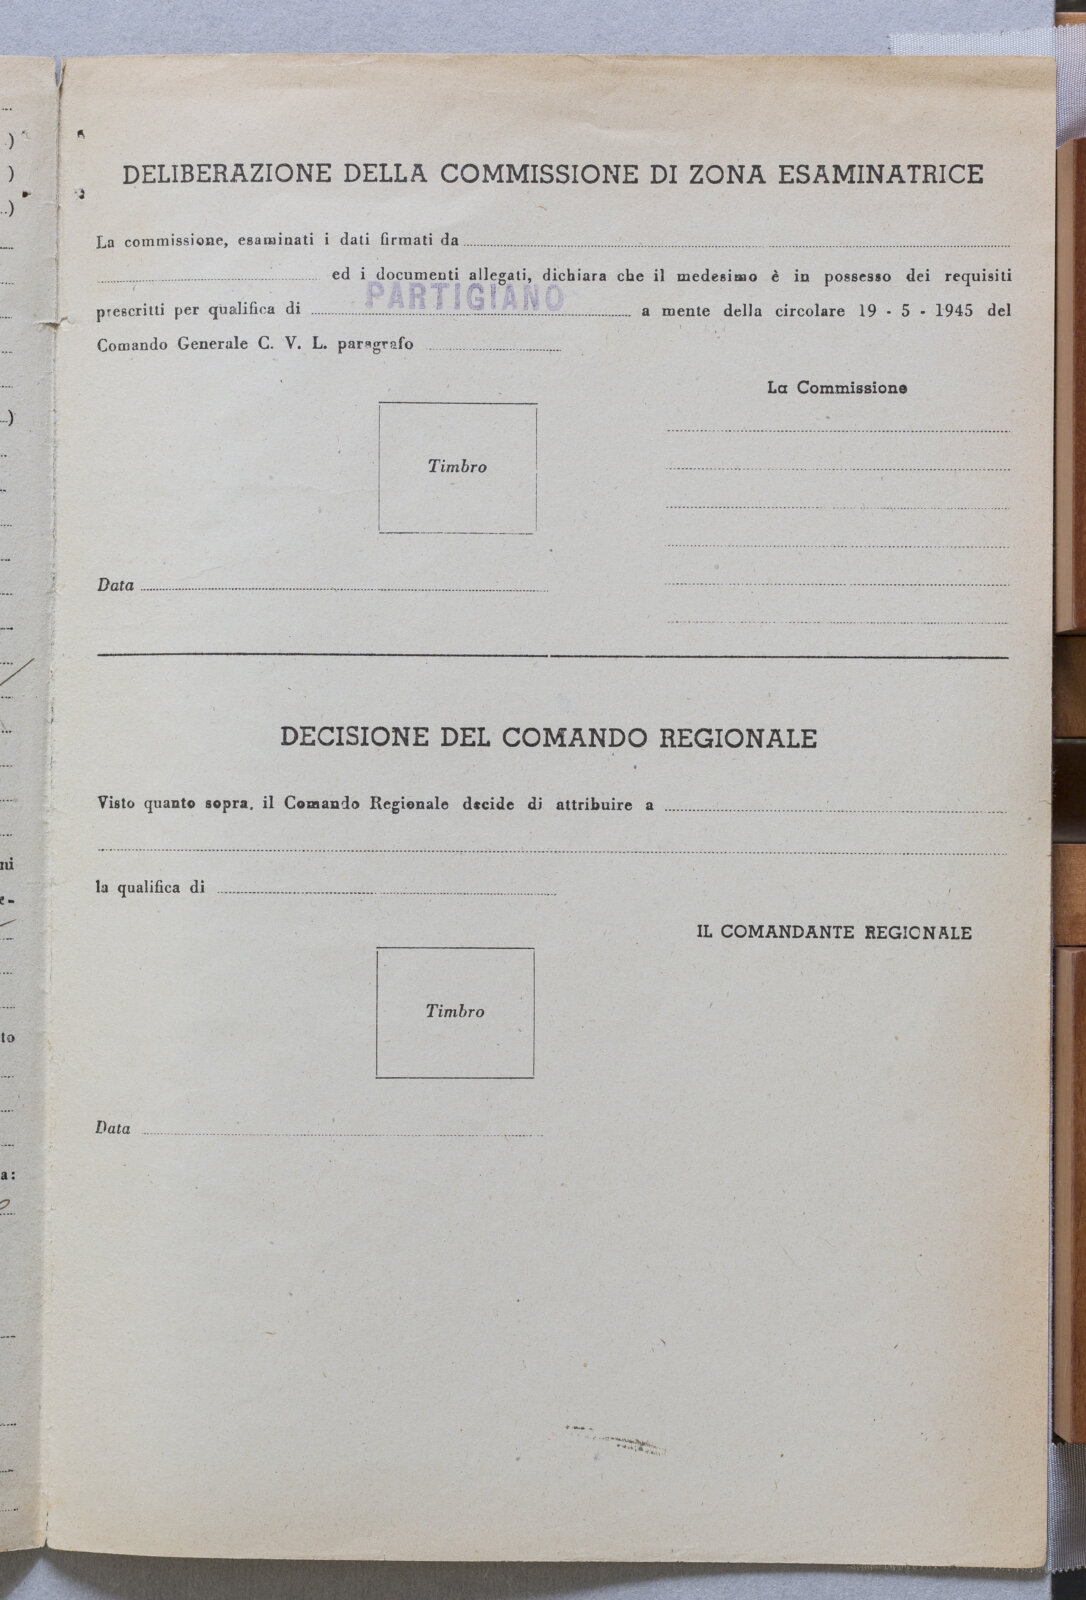 DELIBERAZIONE DELLA COMMISSIONE DI ZONA ESAMINATRICE
La commissione, esaminati i dati firmati da
ed i documenti allegati, dichiara che il medesimo è in possesso dei requisiti
PARTIGIANO
prescritti per qualifica di a mente della circolare 19 - 5 - 1945 del
Comando Generale C. V. L. paragrafo
La Commissione
Timbro
Data
DECISIONE DEL COMANDO REGIONALE
Visto quanto sopra, il Comando Regionale decide di attribuire a
la qualifica di
IL COMANDANTE REGIONALE
Timbro
Data